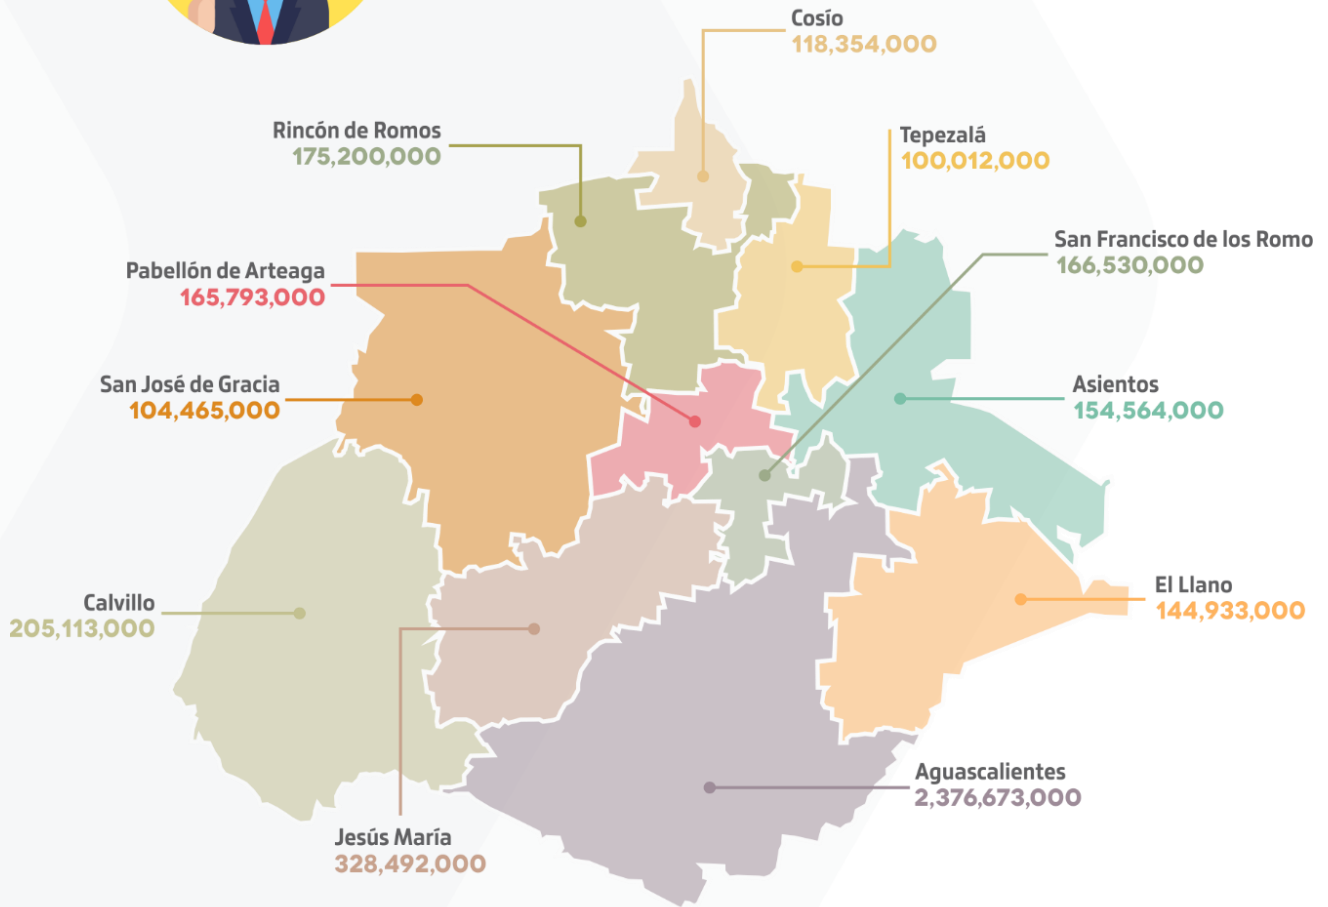 Cosío
118,354,000
Rincón de Romos
175,200,000
Tepezalá
100,012,000
San Francisco de los Romo
166,530,000
Pabellón de Arteaga
165,793,000
San José de Gracia
104,465,000
Asientos
154,564,000
Calvillo
205,113,000
El Llano
144,933,000
Aguascalientes
2,376,673,000
Jesús María
328,492,000